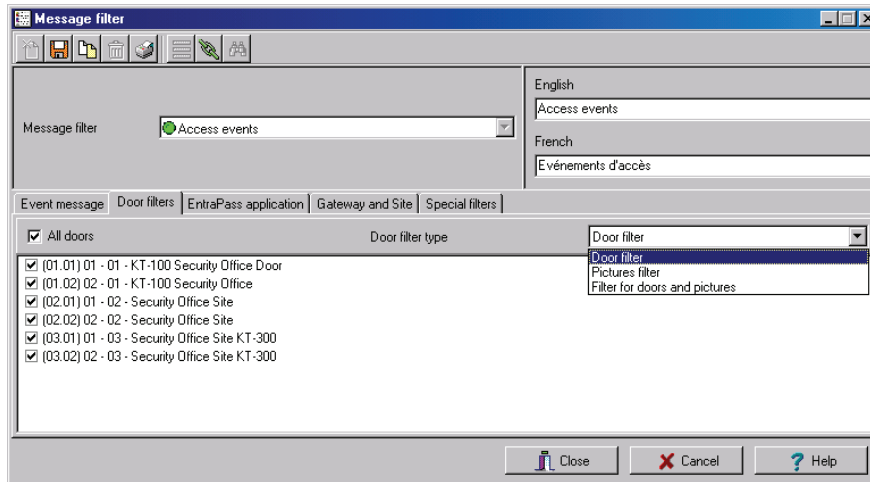 Message filter
English
Access events
Message filter
Access events
French
Evénements d'accès
Event message
Door filters
EntraPass application
Gateway and Site
Special filters
All doors
Door filter type
Door filter
Door filter
Pictures filter
Filter for doors and pictures
(01.01) 01 - 01 - KT-100 Security Office Door
(01.02) 02 - 01 - KT-100 Security Office
(02.01) 01 - 02 - Security Office Site
(02.02) 02 - 02 - Security Office Site
(03.01) 01 - 03 - Security Office Site KT-300
(03.02) 02 - 03 - Security Office Site KT-300
Close
Cancel
Help